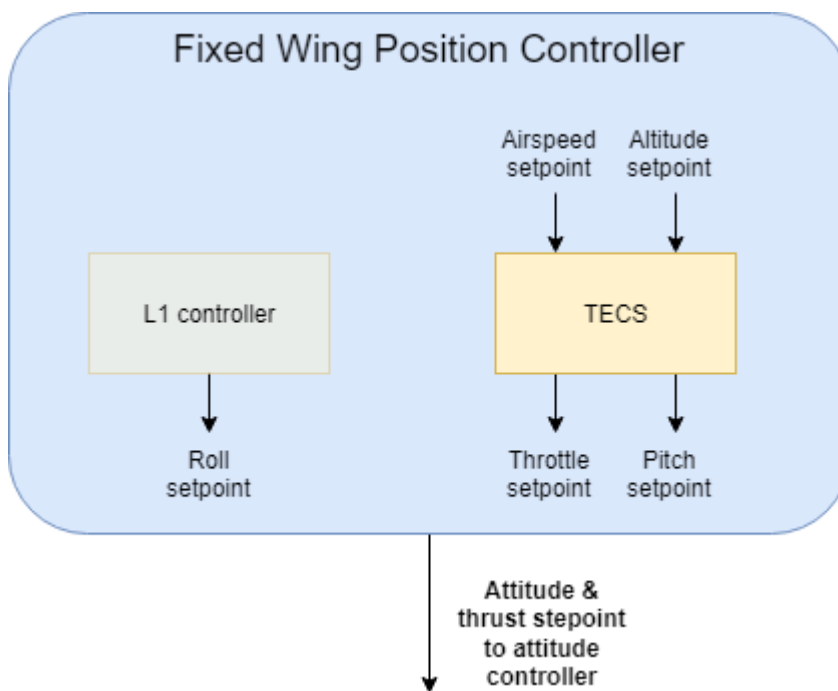 Fixed Wing Position Controller
Airspeed
setpoint
Altitude
setpoint
L1 controller
TECS
Roll
setpoint
Throttle
setpoint
Pitch
setpoint
Attitude &
thrust stepoint
to attitude
controller